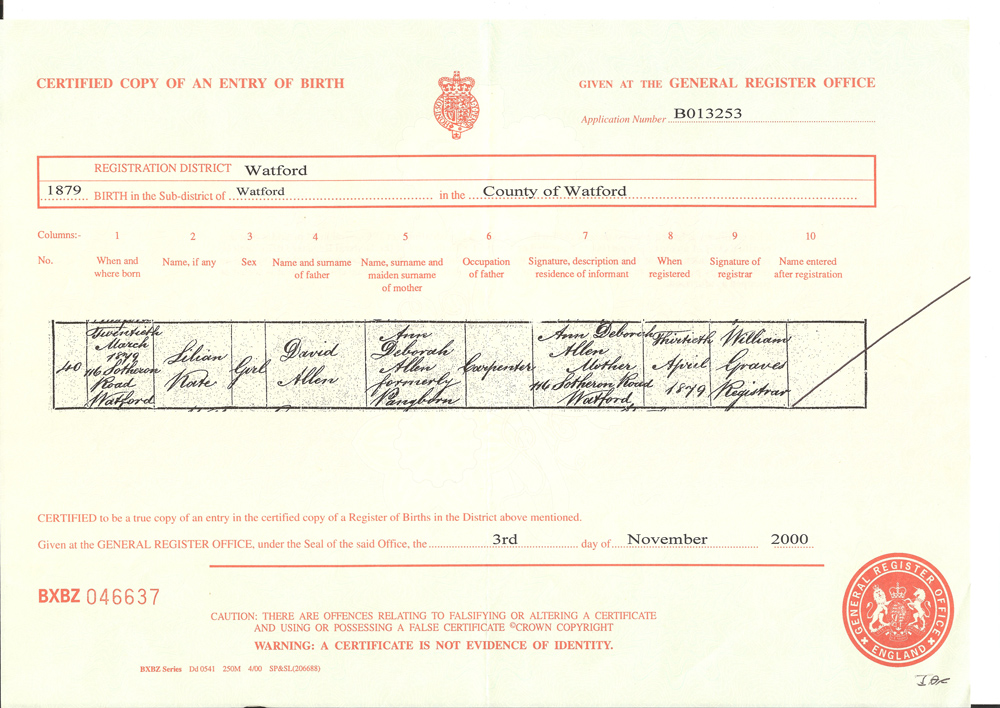 CERTIFIED COPY OF AN ENTRY OF BIRTH
GIVEN AT THE GENERAL REGISTER OFFICE
Application Number B013253
REGISTRATION DISTRICT Watford
1879 BIRTH in the Sub-district of Watford in the County of Watford
Columns:- 1 2 3 4 5 6 7 8 9 10
No.
When and
where born
Name, if any
Sex
Name and surname
of father
Name, surname and
maiden surname
of mother
Occupation
of father
Signature, description and
residence of informant
When
registered
Signature of
registrar
Name entered
after registration
40
Twentieth
March
1879
116 Sotheron
Road
Watford
Lilian
Kate
Girl
David
Allen
Ann
Deborah
Allen
formerly
Pangborn
Carpenter
Ann Deborah
Allen
Mother
116 Sotheron Road
Watford
Thirtieth
April
1879
William
Graves
Registrar
CERTIFIED to be a true copy of an entry in the certified copy of a Register of Births in the District above mentioned.
Given at the GENERAL REGISTER OFFICE, under the Seal of the said Office, the 3rd day of November 2000
BXBZ 046637
CAUTION: THERE ARE OFFENCES RELATING TO FALSIFYING OR ALTERING A CERTIFICATE
AND USING OR POSSESSING A FALSE CERTIFICATE ©CROWN COPYRIGHT
WARNING: A CERTIFICATE IS NOT EVIDENCE OF IDENTITY.
BXBZ Series Dd 0541 250M 4/00 SP&SL(206688)
GENERAL REGISTER OFFICE
ENGLAND